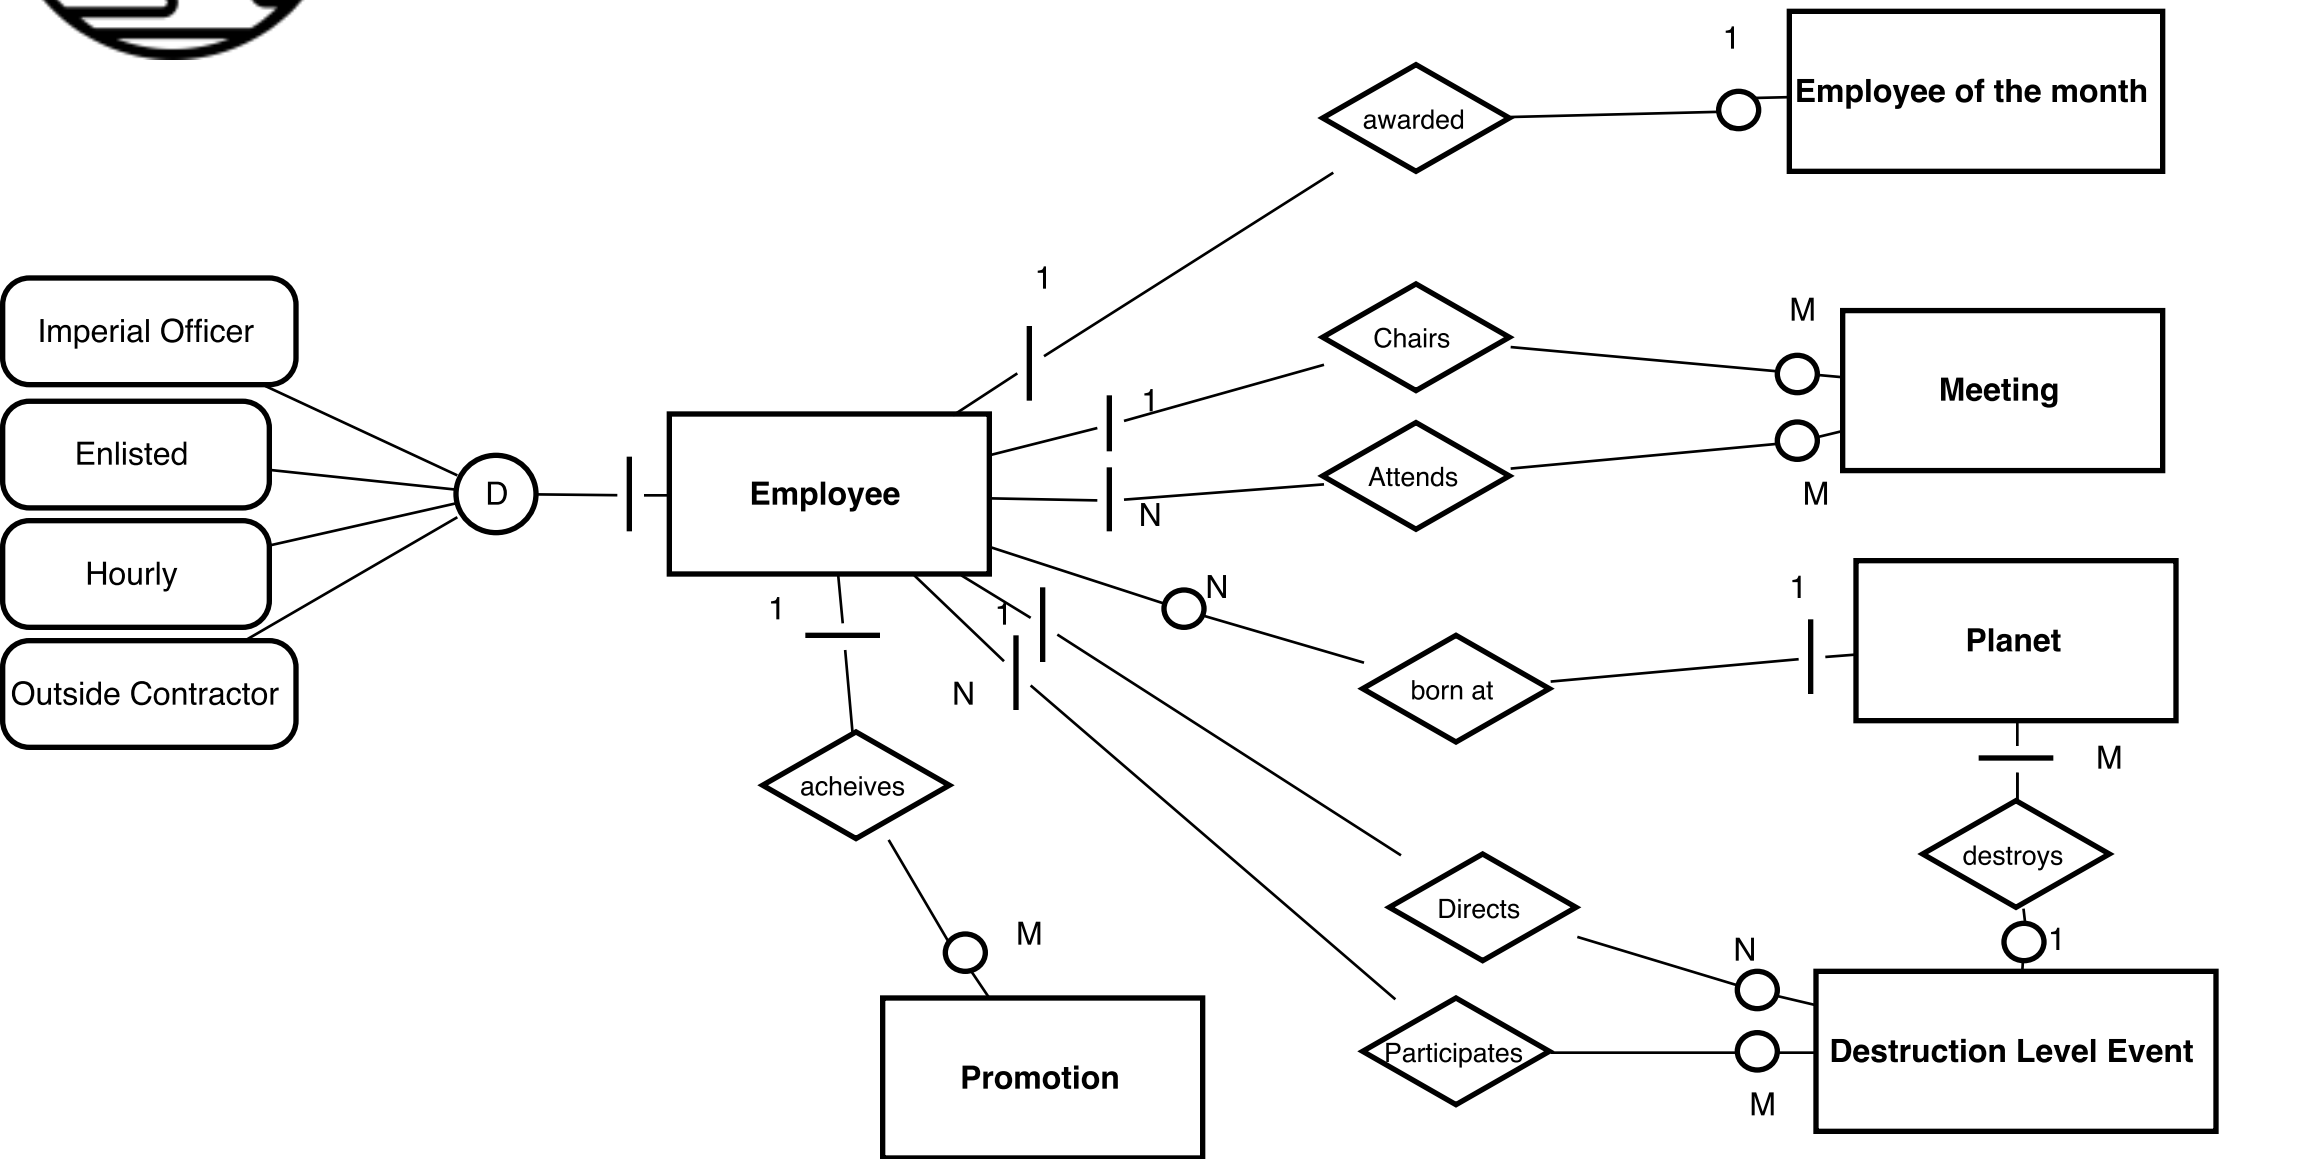 1
Employee of the month
awarded
1
Imperial Officer
Chairs
M
Meeting
1
Enlisted
D
Employee
Attends
N
M
Hourly
N
1
Planet
1
1
born at
Outside Contractor
N
M
acheives
destroys
Directs
M
N
1
Promotion
Participates
Destruction Level Event
M